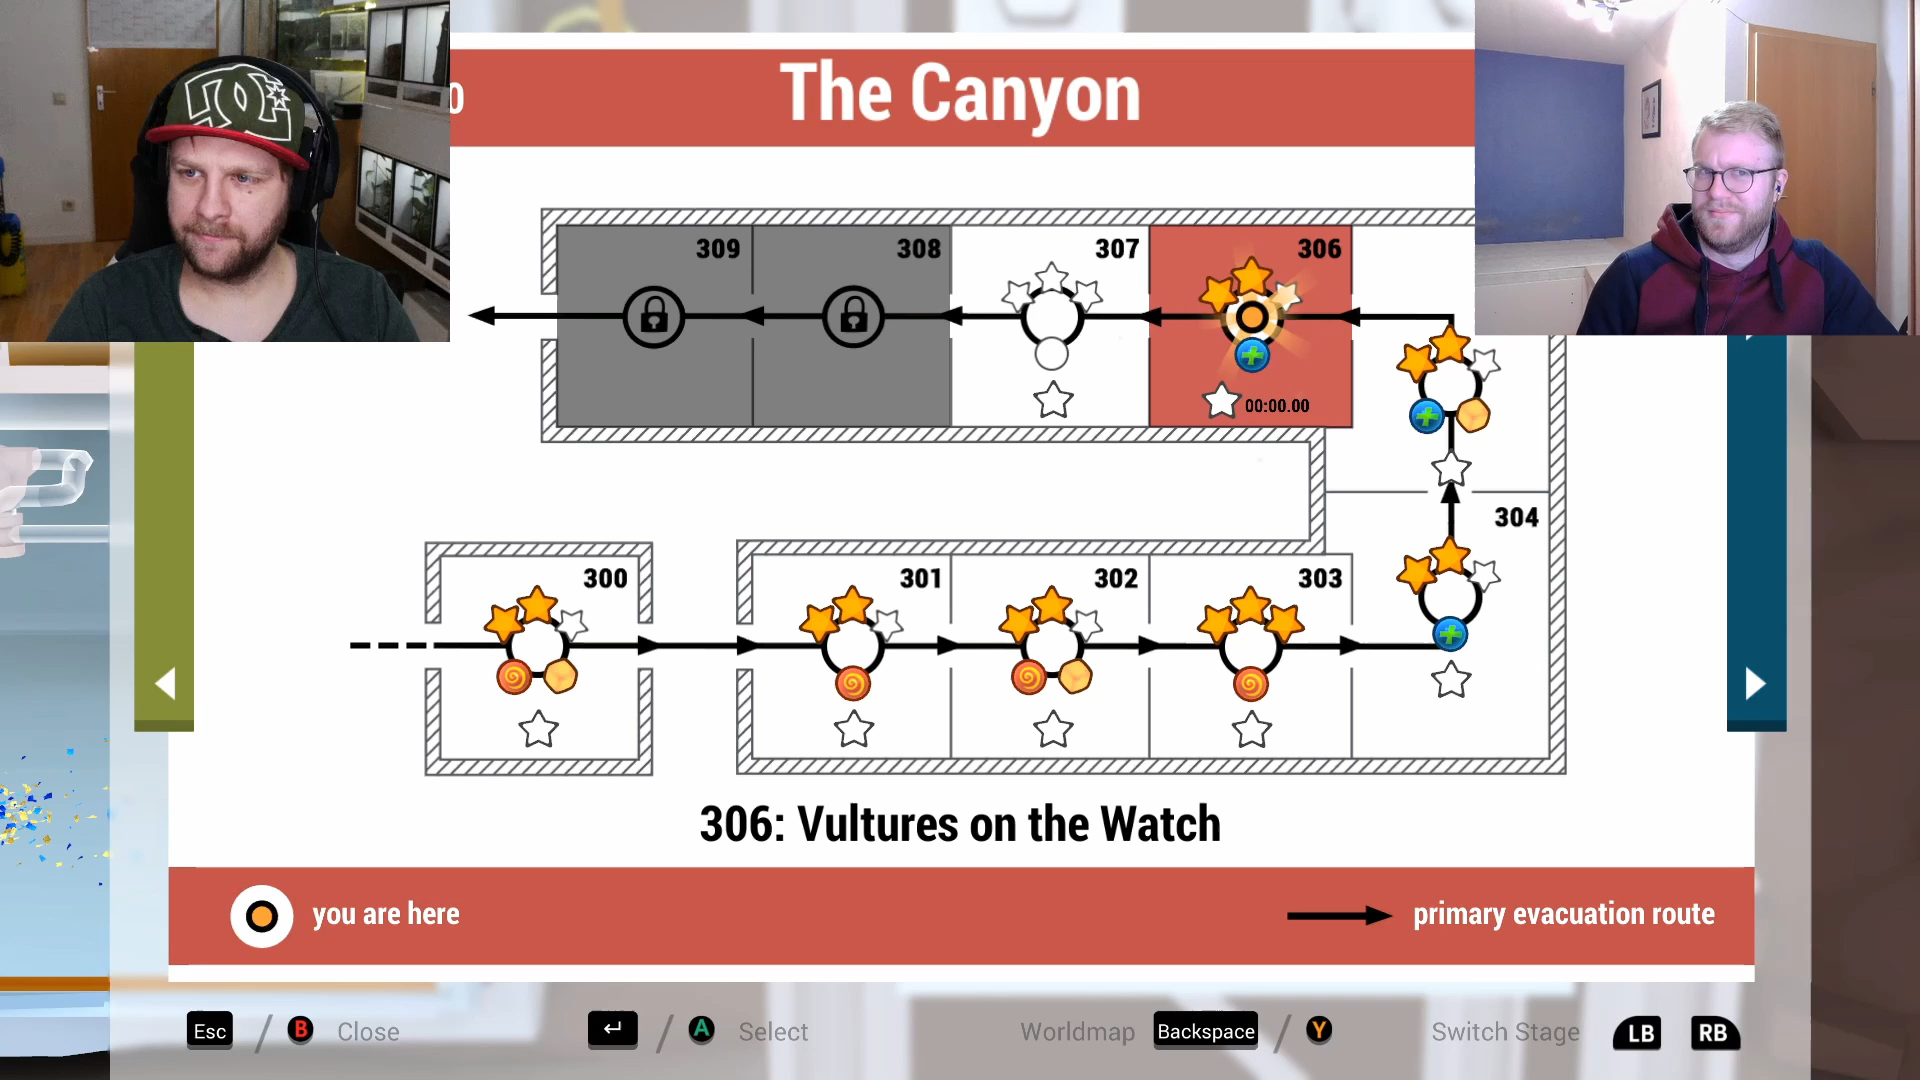 0
The Canyon
309
308
307
306
00:00.00
304
300
301
302
303
306: Vultures on the Watch
you are here
primary evacuation route
Esc / B Close
↵ / A Select
Worldmap Backspace / Y
Switch Stage LB RB